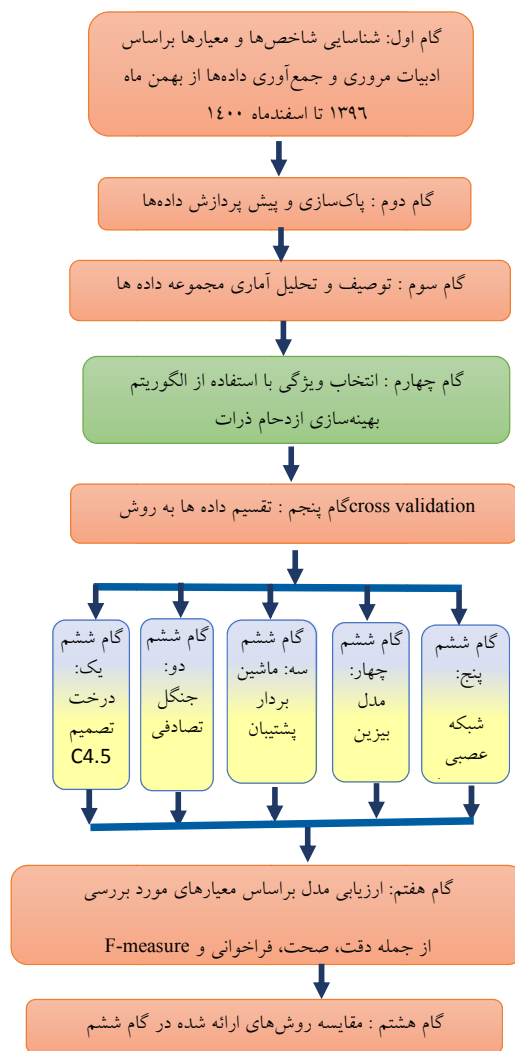 گام اول: شناسایی شاخص‌ها و معیارها براساس
ادبیات مروری و جمع‌آوری داده‌ها از بهمن ماه
۱۳۹۶ تا اسفندماه ۱۴۰۰
گام دوم : پاک‌سازی و پیش پردازش داده‌ها
گام سوم : توصیف و تحلیل آماری مجموعه داده ها
گام چهارم : انتخاب ویژگی با استفاده از الگوریتم
بهینه‌سازی ازدحام ذرات
cross validationگام پنجم : تقسیم داده ها به روش
گام ششم
یک:
درخت
تصمیم
C4.5
گام ششم
دو:
جنگل
تصادفی
گام ششم
سه: ماشین
بردار
پشتیبان
گام ششم
چهار:
مدل
بیزین
گام ششم
پنج:
شبکه
عصبی
گام هفتم: ارزیابی مدل براساس معیارهای مورد بررسی
از جمله دقت، صحت، فراخوانی و F-measure
گام هشتم : مقایسه روش‌های ارائه شده در گام ششم